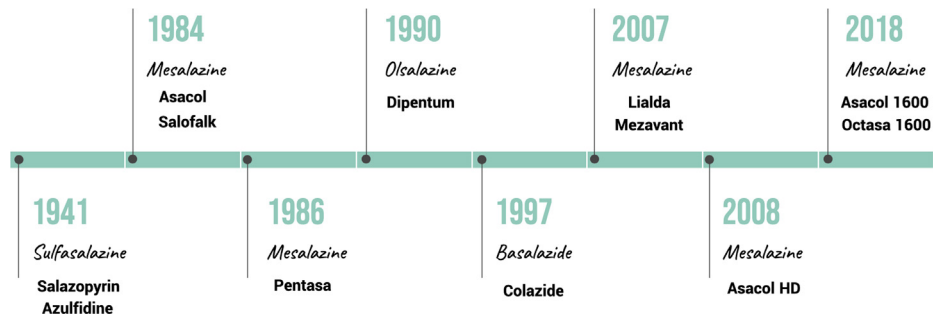 1984
Mesalazine
Asacol
Salofalk
1990
Olsalazine
Dipentum
2007
Mesalazine
Lialda
Mezavant
2018
Mesalazine
Asacol 1600
Octasa 1600
1941
Sulfasalazine
Salazopyrin
Azulfidine
1986
Mesalazine
Pentasa
1997
Basalazide
Colazide
2008
Mesalazine
Asacol HD